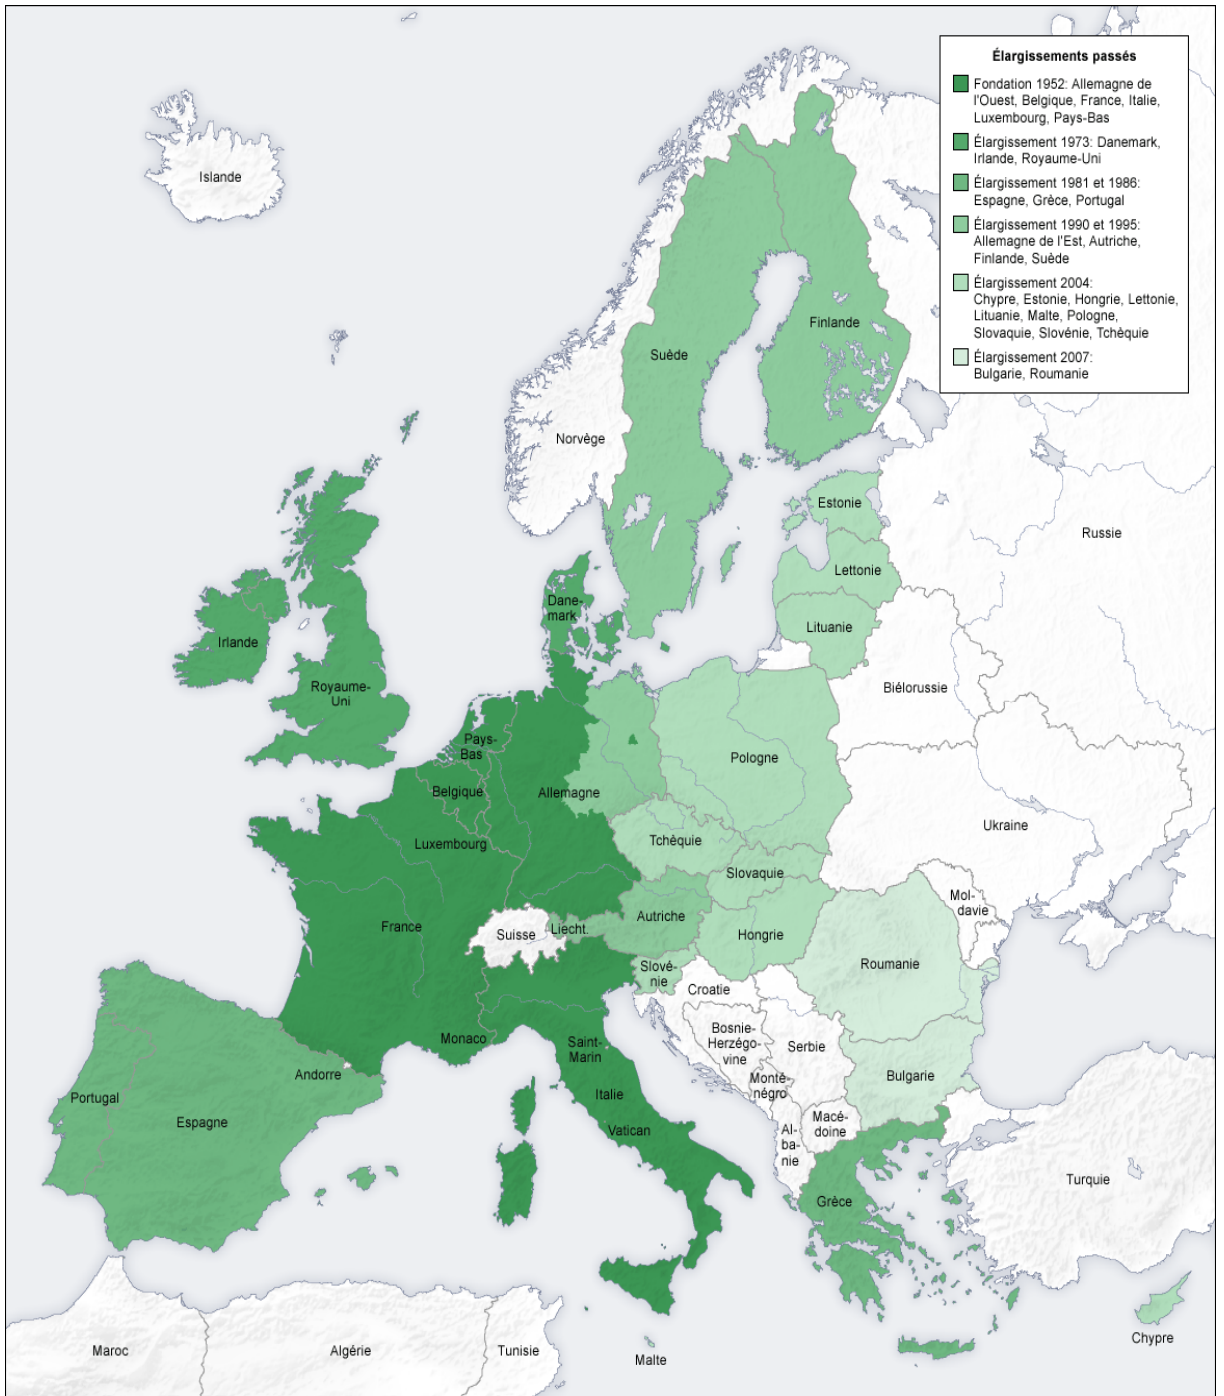 Élargissements passés
Fondation 1952: Allemagne de
l'Ouest, Belgique, France, Italie,
Luxembourg, Pays-Bas
Élargissement 1973: Danemark,
Irlande, Royaume-Uni
Élargissement 1981 et 1986:
Espagne, Grèce, Portugal
Élargissement 1990 et 1995:
Allemagne de l'Est, Autriche,
Finlande, Suède
Élargissement 2004:
Chypre, Estonie, Hongrie, Lettonie,
Lituanie, Malte, Pologne,
Slovaquie, Slovénie, Tchèquie
Élargissement 2007:
Bulgarie, Roumanie
Islande
Finlande
Suède
Norvège
Estonie
Russie
Lettonie
Dane-
mark
Lituanie
Irlande
Royaume-
Uni
Biélorussie
Pays-
Bas
Pologne
Belgique
Allemagne
Ukraine
Luxembourg
Tchèquie
Slovaquie
Mol-
davie
France
Suisse
Liecht.
Autriche
Hongrie
Roumanie
Slové-
nie
Croatie
Monaco
Saint-
Marin
Bosnie-
Herzégo-
vine
Serbie
Andorre
Monté-
négro
Bulgarie
Portugal
Espagne
Italie
Vatican
Al-
ba-
nie
Macé-
doine
Grèce
Turquie
Chypre
Maroc
Algérie
Tunisie
Malte